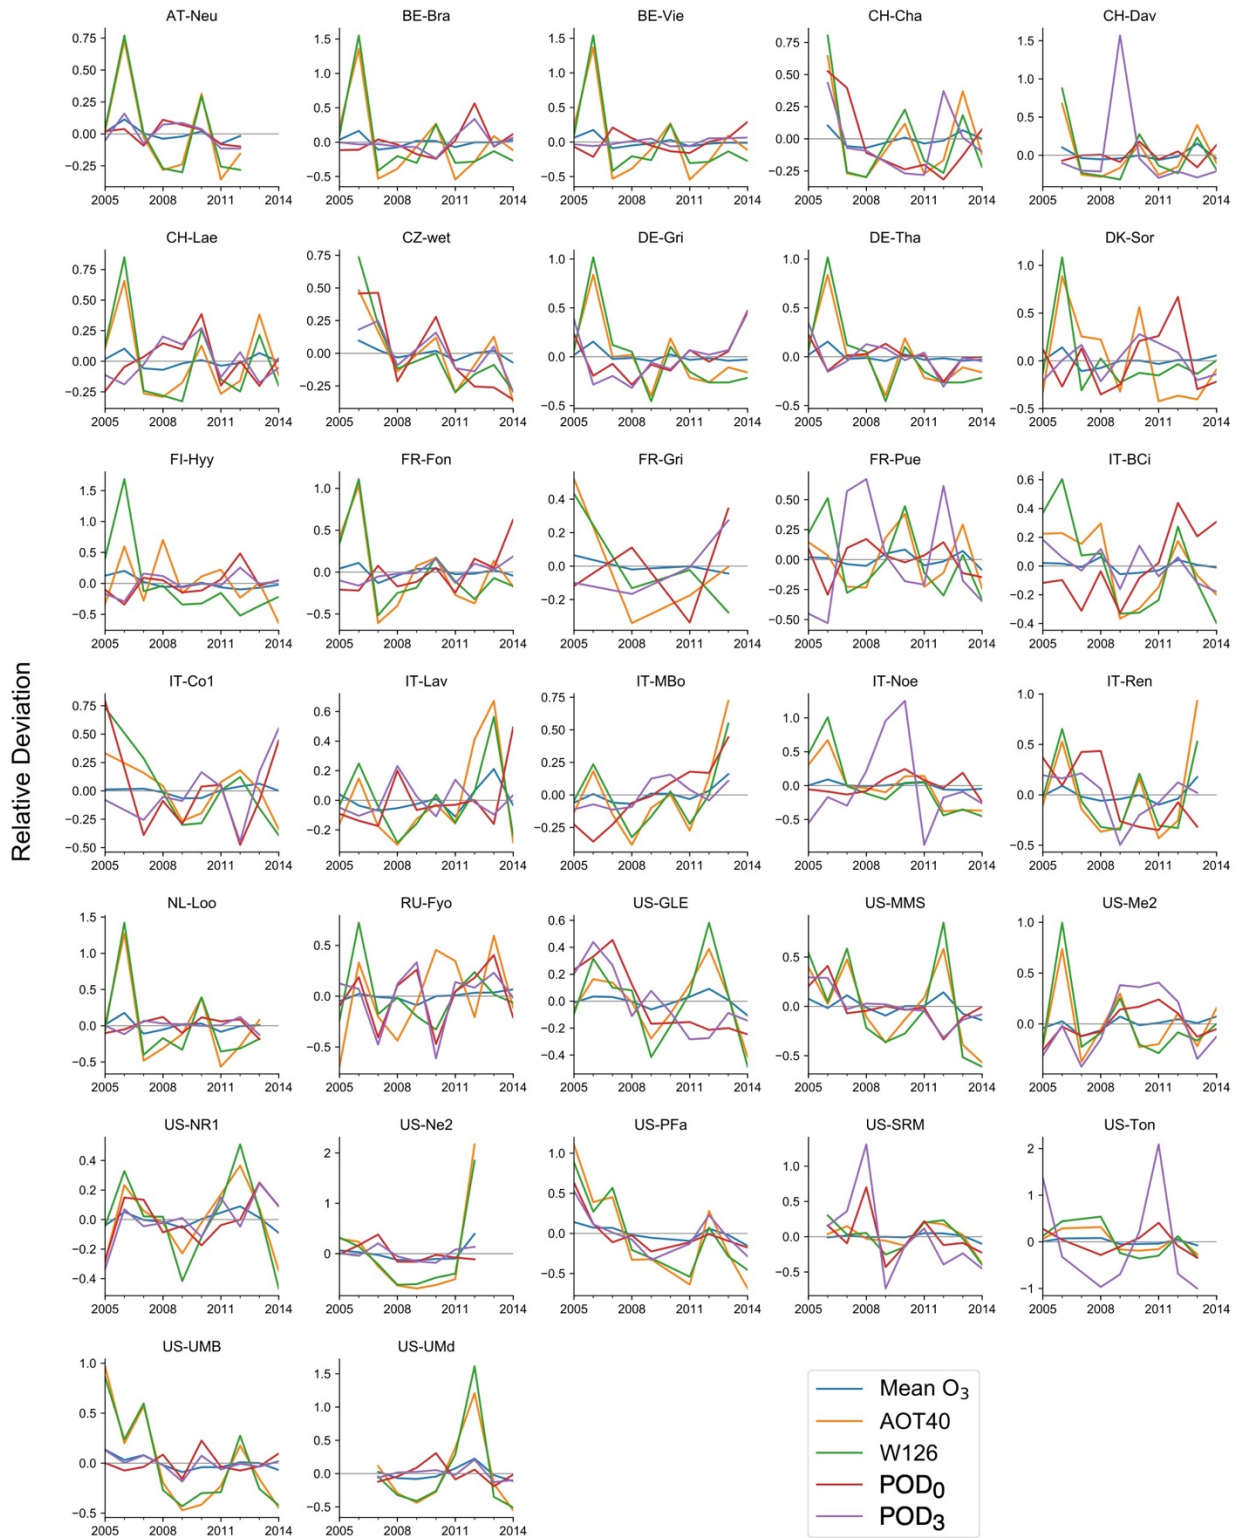 AT-Neu BE-Bra BE-Vie CH-Cha CH-Dav
0.75 0.50 0.25 0.00 −0.25
1.5 1.0 0.5 0.0 −0.5
1.5 1.0 0.5 0.0 −0.5
0.75 0.50 0.25 0.00 −0.25
1.5 1.0 0.5 0.0
2005 2008 2011 2014 2005 2008 2011 2014 2005 2008 2011 2014 2005 2008 2011 2014 2005 2008 2011 2014
CH-Lae CZ-wet DE-Gri DE-Tha DK-Sor
0.75 0.50 0.25 0.00 −0.25
0.75 0.50 0.25 0.00 −0.25
1.0 0.5 0.0 −0.5
1.0 0.5 0.0 −0.5
1.0 0.5 0.0 −0.5
2005 2008 2011 2014 2005 2008 2011 2014 2005 2008 2011 2014 2005 2008 2011 2014 2005 2008 2011 2014
FI-Hyy FR-Fon FR-Gri FR-Pue IT-BCi
1.5 1.0 0.5 0.0 −0.5
1.0 0.5 0.0 −0.5
0.4 0.2 0.0 −0.2
0.50 0.25 0.00 −0.25 −0.50
0.6 0.4 0.2 0.0 −0.2 −0.4
2005 2008 2011 2014 2005 2008 2011 2014 2005 2008 2011 2014 2005 2008 2011 2014 2005 2008 2011 2014
Relative Deviation
IT-Co1 IT-Lav IT-MBo IT-Noe IT-Ren
0.75 0.50 0.25 0.00 −0.25 −0.50
0.6 0.4 0.2 0.0 −0.2
0.75 0.50 0.25 0.00 −0.25
1.0 0.5 0.0 −0.5
1.0 0.5 0.0 −0.5
2005 2008 2011 2014 2005 2008 2011 2014 2005 2008 2011 2014 2005 2008 2011 2014 2005 2008 2011 2014
NL-Loo RU-Fyo US-GLE US-MMS US-Me2
1.5 1.0 0.5 0.0 −0.5
0.5 0.0 −0.5
0.6 0.4 0.2 0.0 −0.2 −0.4
0.5 0.0 −0.5
1.0 0.5 0.0
2005 2008 2011 2014 2005 2008 2011 2014 2005 2008 2011 2014 2005 2008 2011 2014 2005 2008 2011 2014
US-NR1 US-Ne2 US-PFa US-SRM US-Ton
0.4 0.2 0.0 −0.2 −0.4
2 1 0
1.0 0.5 0.0 −0.5
1.0 0.5 0.0 −0.5
2 1 0 −1
2005 2008 2011 2014 2005 2008 2011 2014 2005 2008 2011 2014 2005 2008 2011 2014 2005 2008 2011 2014
US-UMB US-UMd
1.0 0.5 0.0 −0.5
1.5 1.0 0.5 0.0 −0.5
2005 2008 2011 2014 2005 2008 2011 2014
Mean O₃
AOT40
W126
POD₀
POD₃